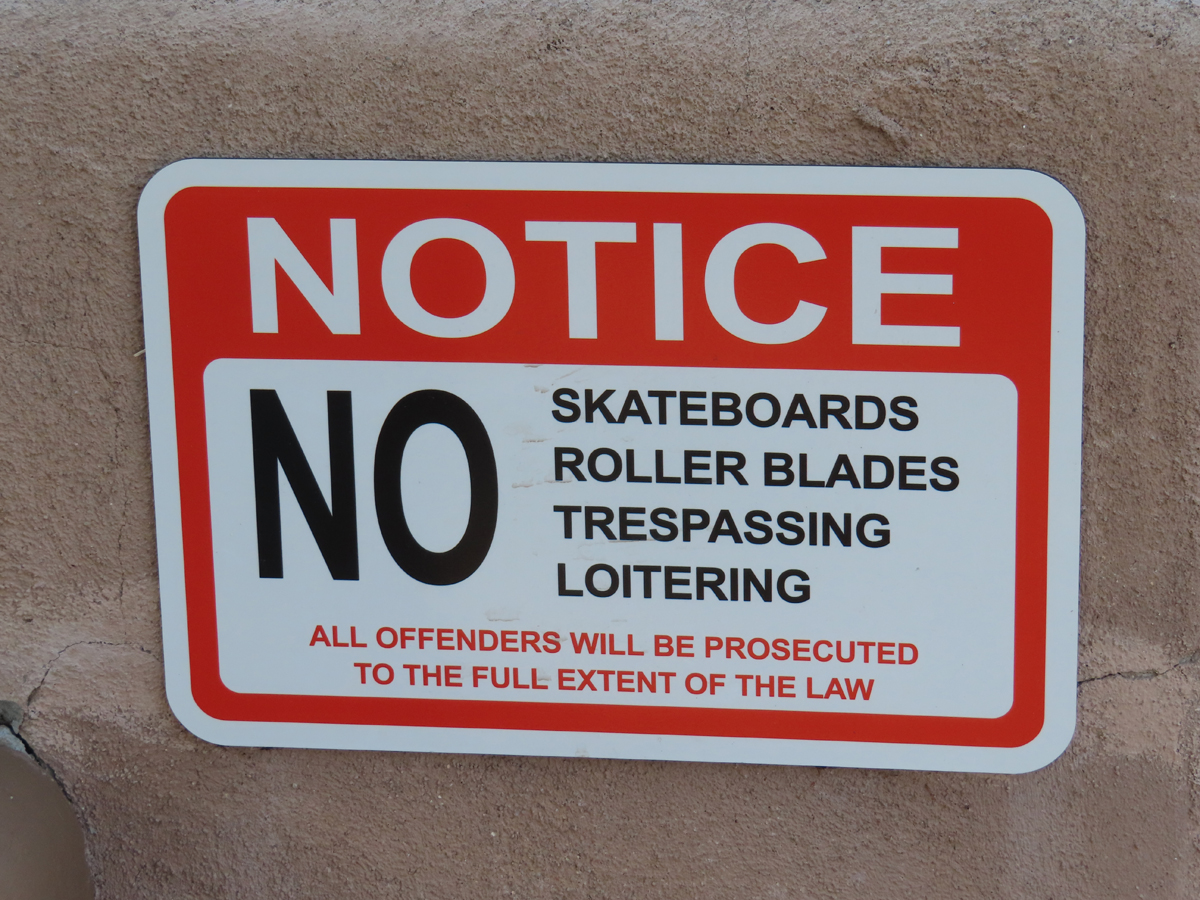 NOTICE
NO
SKATEBOARDS
ROLLER BLADES
TRESPASSING
LOITERING
ALL OFFENDERS WILL BE PROSECUTED
TO THE FULL EXTENT OF THE LAW